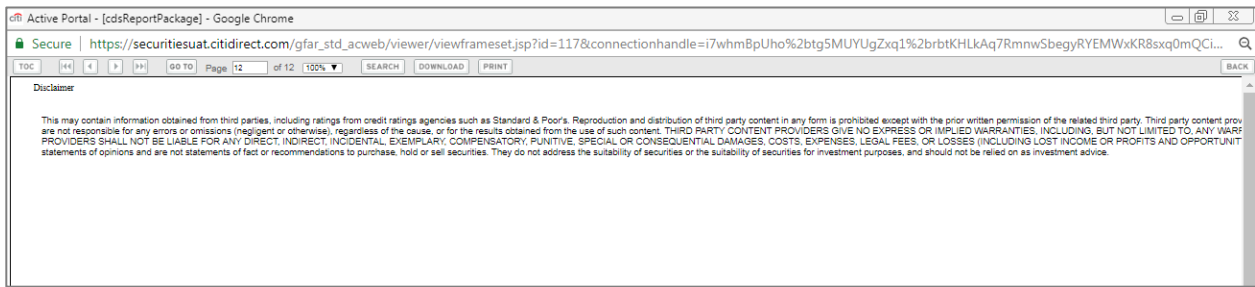 citi Active Portal - [cdsReportPackage] - Google Chrome
Secure | https://securitiesuat.citidirect.com/gfar_std_acweb/viewer/viewframeset.jsp?id=117&connectionhandle=i7whmBpUho%2btg5MUYUgZxq1%2brbtKHLkAq7RmnwSbegyRYEMWxKR8sxq0mQCi...
TOC GO TO Page 12 of 12 100% SEARCH DOWNLOAD PRINT BACK
Disclaimer
This may contain information obtained from third parties, including ratings from credit ratings agencies such as Standard & Poor's. Reproduction and distribution of third party content in any form is prohibited except with the prior written permission of the related third party. Third party content prov
are not responsible for any errors or omissions (negligent or otherwise), regardless of the cause, or for the results obtained from the use of such content. THIRD PARTY CONTENT PROVIDERS GIVE NO EXPRESS OR IMPLIED WARRANTIES, INCLUDING, BUT NOT LIMITED TO, ANY WARR
PROVIDERS SHALL NOT BE LIABLE FOR ANY DIRECT, INDIRECT, INCIDENTAL, EXEMPLARY, COMPENSATORY, PUNITIVE, SPECIAL OR CONSEQUENTIAL DAMAGES, COSTS, EXPENSES, LEGAL FEES, OR LOSSES (INCLUDING LOST INCOME OR PROFITS AND OPPORTUNIT
statements of opinions and are not statements of fact or recommendations to purchase, hold or sell securities. They do not address the suitability of securities or the suitability of securities for investment purposes, and should not be relied on as investment advice.